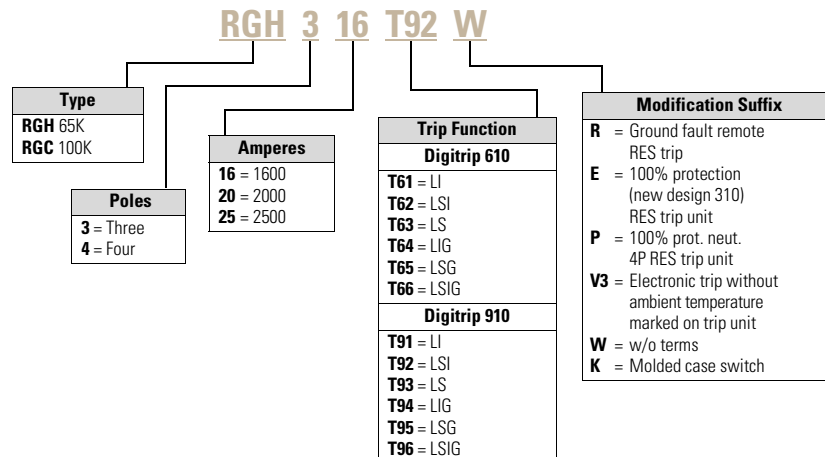 RGH 3 16 T92 W
Type
RGH 65K
RGC 100K
Poles
3 = Three
4 = Four
Amperes
16 = 1600
20 = 2000
25 = 2500
Trip Function
Digitrip 610
T61 = LI
T62 = LSI
T63 = LS
T64 = LIG
T65 = LSG
T66 = LSIG
Digitrip 910
T91 = LI
T92 = LSI
T93 = LS
T94 = LIG
T95 = LSG
T96 = LSIG
Modification Suffix
R = Ground fault remote
RES trip
E = 100% protection
(new design 310)
RES trip unit
P = 100% prot. neut.
4P RES trip unit
V3 = Electronic trip without
ambient temperature
marked on trip unit
W = w/o terms
K = Molded case switch